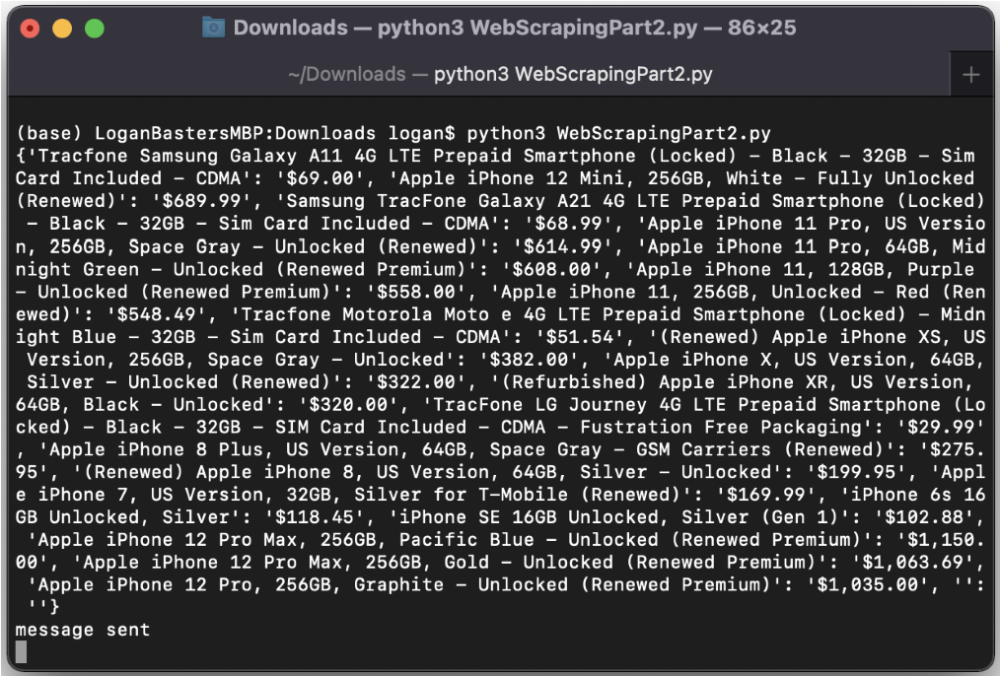 Downloads — python3 WebScrapingPart2.py — 86×25
~/Downloads — python3 WebScrapingPart2.py +
(base) LoganBastersMBP:Downloads logan$ python3 WebScrapingPart2.py
{'Tracfone Samsung Galaxy A11 4G LTE Prepaid Smartphone (Locked) – Black – 32GB – Sim
Card Included – CDMA': '$69.00', 'Apple iPhone 12 Mini, 256GB, White – Fully Unlocked
(Renewed)': '$689.99', 'Samsung TracFone Galaxy A21 4G LTE Prepaid Smartphone (Locked)
– Black – 32GB – Sim Card Included – CDMA': '$68.99', 'Apple iPhone 11 Pro, US Versio
n, 256GB, Space Gray – Unlocked (Renewed)': '$614.99', 'Apple iPhone 11 Pro, 64GB, Mid
night Green – Unlocked (Renewed Premium)': '$608.00', 'Apple iPhone 11, 128GB, Purple
– Unlocked (Renewed Premium)': '$558.00', 'Apple iPhone 11, 256GB, Unlocked – Red (Ren
ewed)': '$548.49', 'Tracfone Motorola Moto e 4G LTE Prepaid Smartphone (Locked) – Midn
ight Blue – 32GB – Sim Card Included – CDMA': '$51.54', '(Renewed) Apple iPhone XS, US
Version, 256GB, Space Gray – Unlocked': '$382.00', 'Apple iPhone X, US Version, 64GB,
Silver – Unlocked (Renewed)': '$322.00', '(Refurbished) Apple iPhone XR, US Version,
64GB, Black – Unlocked': '$320.00', 'TracFone LG Journey 4G LTE Prepaid Smartphone (Lo
cked) – Black – 32GB – SIM Card Included – CDMA – Fustration Free Packaging': '$29.99'
, 'Apple iPhone 8 Plus, US Version, 64GB, Space Gray – GSM Carriers (Renewed)': '$275.
95', '(Renewed) Apple iPhone 8, US Version, 64GB, Silver – Unlocked': '$199.95', 'Appl
e iPhone 7, US Version, 32GB, Silver for T-Mobile (Renewed)': '$169.99', 'iPhone 6s 16
GB Unlocked, Silver': '$118.45', 'iPhone SE 16GB Unlocked, Silver (Gen 1)': '$102.88',
'Apple iPhone 12 Pro Max, 256GB, Pacific Blue – Unlocked (Renewed Premium)': '$1,150.
00', 'Apple iPhone 12 Pro Max, 256GB, Gold – Unlocked (Renewed Premium)': '$1,063.69',
'Apple iPhone 12 Pro, 256GB, Graphite – Unlocked (Renewed Premium)': '$1,035.00', '':
''}
message sent